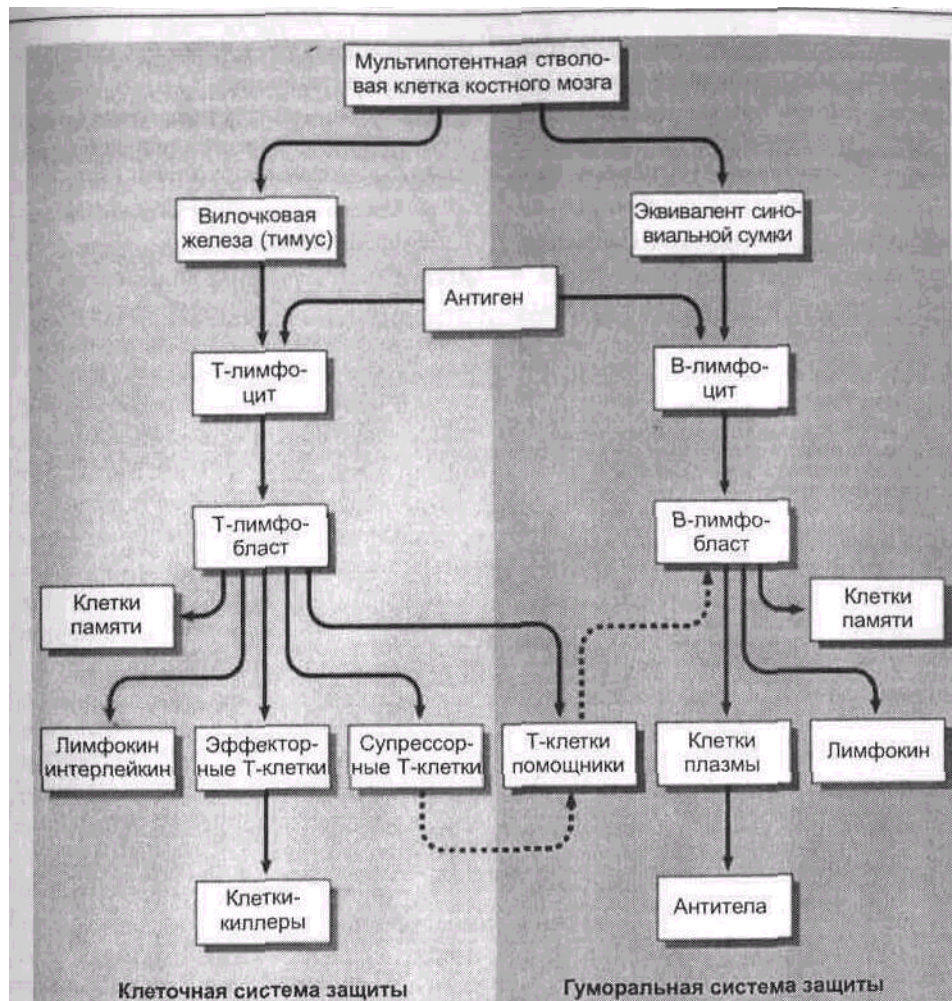 Мультипотентная стволо-
вая клетка костного мозга
Вилочковая
железа (тимус)
Эквивалент сино-
виальной сумки
Антиген
Т-лимфо-
цит
В-лимфо-
цит
Т-лимфо-
бласт
В-лимфо-
бласт
Клетки
памяти
Клетки
памяти
Лимфокин
интерлейкин
Эффектор-
ные Т-клетки
Супрессор-
ные Т-клетки
Т-клетки
помощники
Клетки
плазмы
Лимфокин
Клетки-
киллеры
Антитела
Клеточная система защиты
Гуморальная система защиты